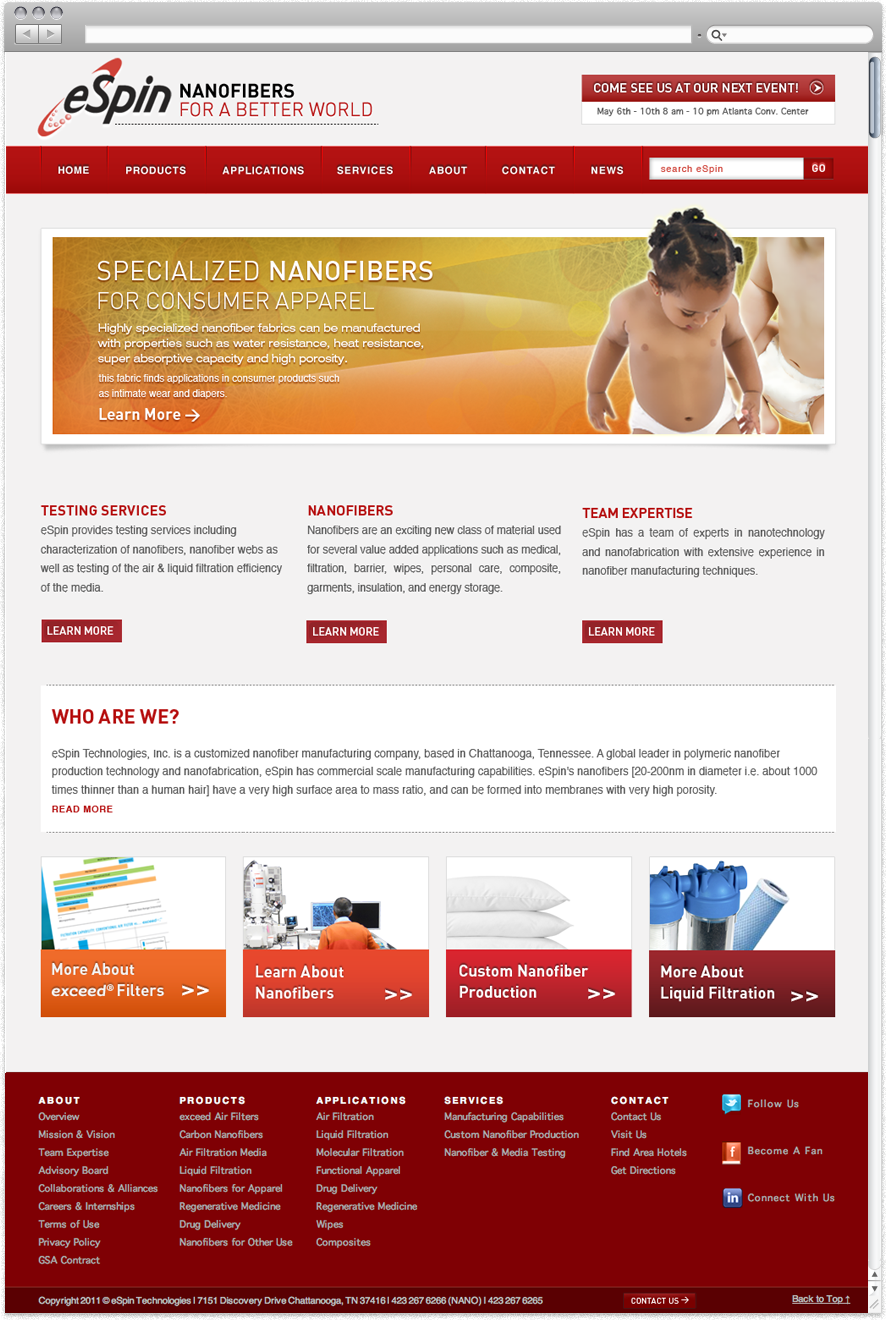 eSpin NANOFIBERS
FOR A BETTER WORLD
COME SEE US AT OUR NEXT EVENT!
May 6th - 10th 8 am - 10 pm Atlanta Conv. Center
HOME PRODUCTS APPLICATIONS SERVICES ABOUT CONTACT NEWS search eSpin GO
SPECIALIZED NANOFIBERS
FOR CONSUMER APPAREL
Highly specialized nanofiber fabrics can be manufactured
with properties such as water resistance, heat resistance,
super absorptive capacity and high porosity.
this fabric finds applications in consumer products such
as intimate wear and diapers.
Learn More →
TESTING SERVICES
eSpin provides testing services including
characterization of nanofibers, nanofiber webs as
well as testing of the air & liquid filtration efficiency
of the media.
LEARN MORE
NANOFIBERS
Nanofibers are an exciting new class of material used
for several value added applications such as medical,
filtration, barrier, wipes, personal care, composite,
garments, insulation, and energy storage.
LEARN MORE
TEAM EXPERTISE
eSpin has a team of experts in nanotechnology
and nanofabrication with extensive experience in
nanofiber manufacturing techniques.
LEARN MORE
WHO ARE WE?
eSpin Technologies, Inc. is a customized nanofiber manufacturing company, based in Chattanooga, Tennessee. A global leader in polymeric nanofiber
production technology and nanofabrication, eSpin has commercial scale manufacturing capabilities. eSpin's nanofibers [20-200nm in diameter i.e. about 1000
times thinner than a human hair] have a very high surface area to mass ratio, and can be formed into membranes with very high porosity.
READ MORE
More About
exceed® Filters >>
Learn About
Nanofibers >>
Custom Nanofiber
Production >>
More About
Liquid Filtration >>
ABOUT
Overview
Mission & Vision
Team Expertise
Advisory Board
Collaborations & Alliances
Careers & Internships
Terms of Use
Privacy Policy
GSA Contract
PRODUCTS
exceed Air Filters
Carbon Nanofibers
Air Filtration Media
Liquid Filtration
Nanofibers for Apparel
Regenerative Medicine
Drug Delivery
Nanofibers for Other Use
APPLICATIONS
Air Filtration
Liquid Filtration
Molecular Filtration
Functional Apparel
Drug Delivery
Regenerative Medicine
Wipes
Composites
SERVICES
Manufacturing Capabilities
Custom Nanofiber Production
Nanofiber & Media Testing
CONTACT
Contact Us
Visit Us
Find Area Hotels
Get Directions
Follow Us
f Become A Fan
in Connect With Us
Copyright 2011 © eSpin Technologies | 7151 Discovery Drive Chattanooga, TN 37416 | 423 267 6266 (NANO) | 423 267 6265
CONTACT US →
Back to Top ↑